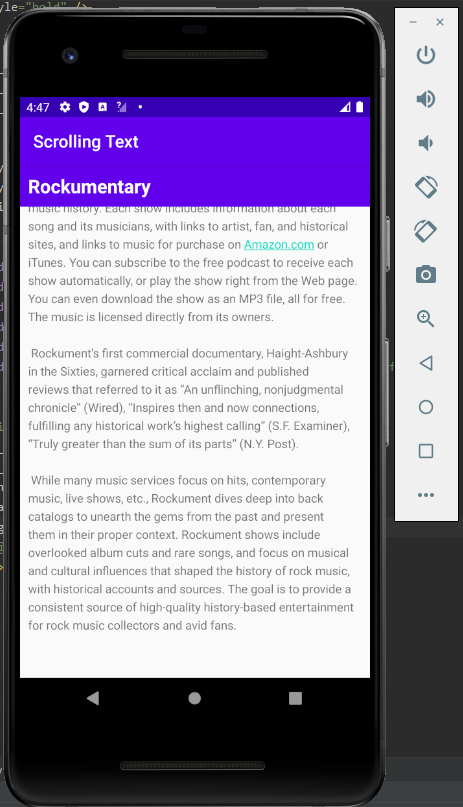 yle="bold" />
4:47
Scrolling Text
Rockumentary
music history. Each show includes information about each
song and its musicians, with links to artist, fan, and historical
sites, and links to music for purchase on Amazon.com or
iTunes. You can subscribe to the free podcast to receive each
show automatically, or play the show right from the Web page.
You can even download the show as an MP3 file, all for free.
The music is licensed directly from its owners.
Rockument's first commercial documentary, Haight-Ashbury
in the Sixties, garnered critical acclaim and published
reviews that referred to it as “An unflinching, nonjudgmental
chronicle” (Wired), “Inspires then and now connections,
fulfilling any historical work’s highest calling” (S.F. Examiner),
“Truly greater than the sum of its parts” (N.Y. Post).
While many music services focus on hits, contemporary
music, live shows, etc., Rockument dives deep into back
catalogs to unearth the gems from the past and present
them in their proper context. Rockument shows include
overlooked album cuts and rare songs, and focus on musical
and cultural influences that shaped the history of rock music,
with historical accounts and sources. The goal is to provide a
consistent source of high-quality history-based entertainment
for rock music collectors and avid fans.